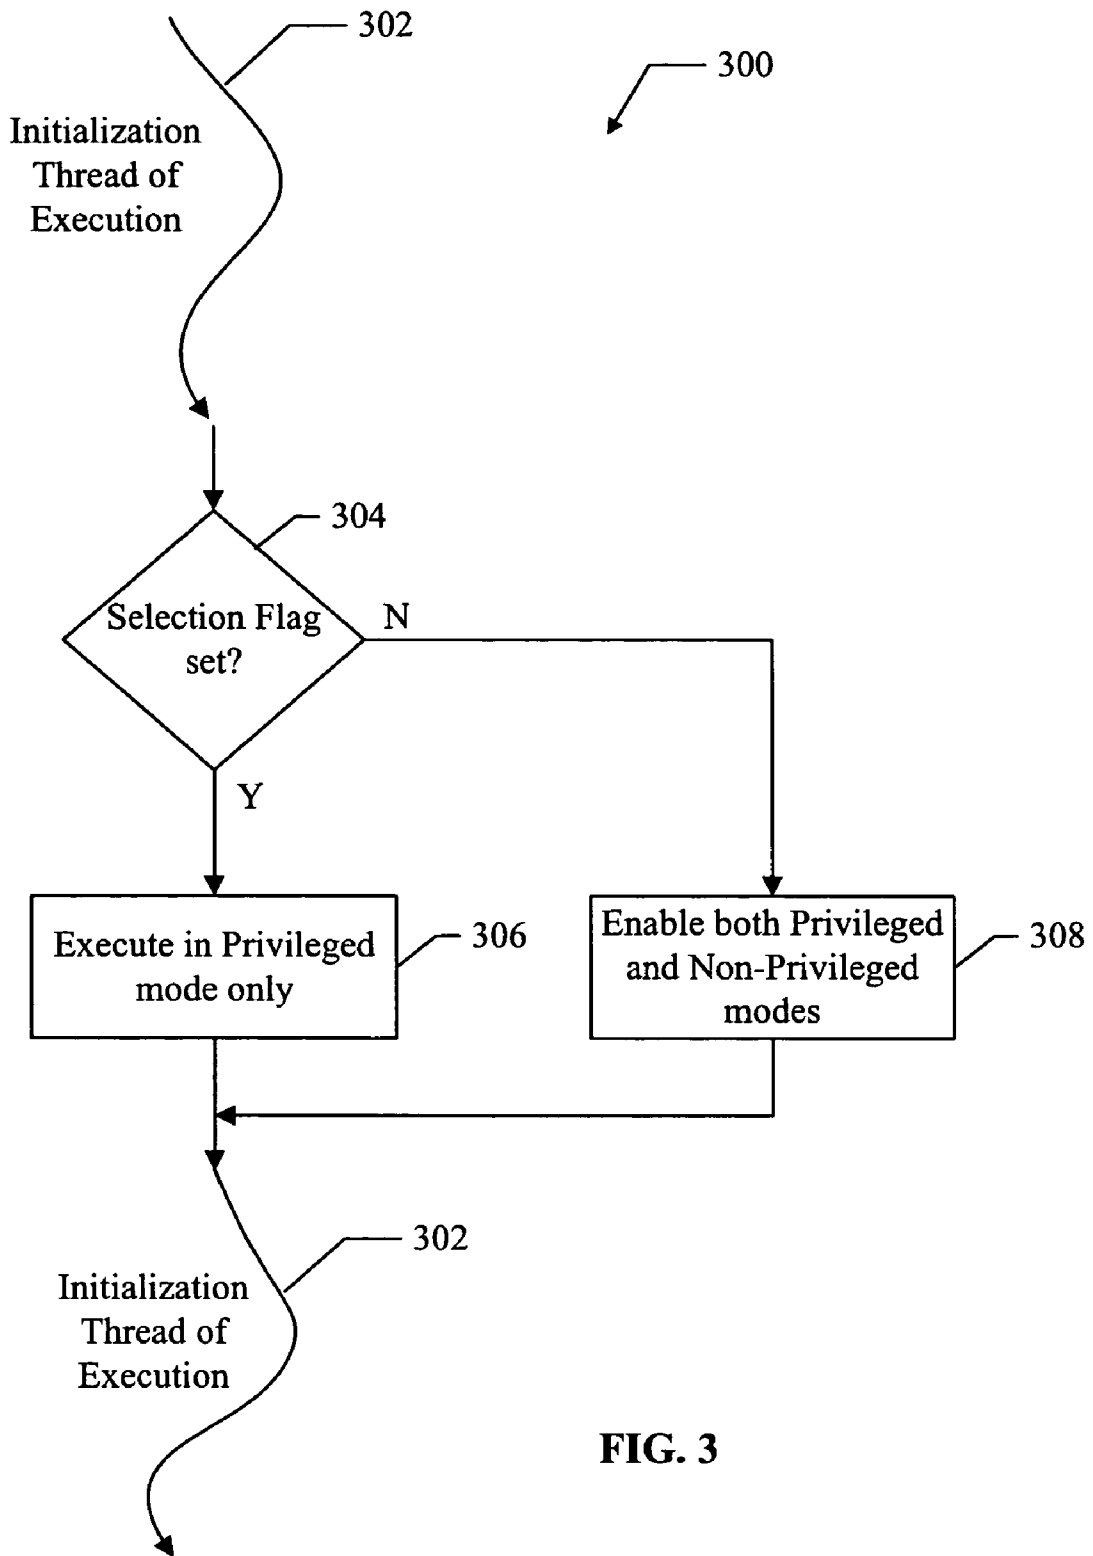 302
300
Initialization
Thread of
Execution
304
Selection Flag
set?
N
Y
Execute in Privileged
mode only
306
Enable both Privileged
and Non-Privileged
modes
308
302
Initialization
Thread of
Execution
FIG. 3